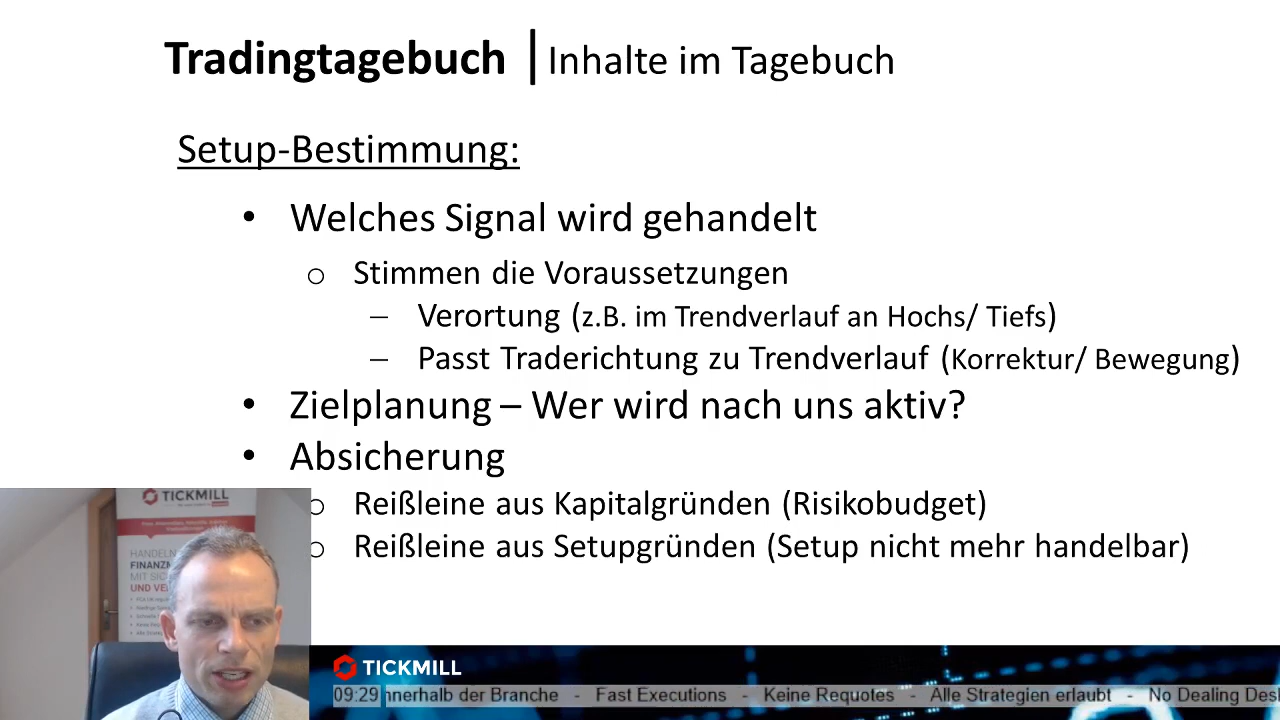 Tradingtagebuch | Inhalte im Tagebuch
Setup-Bestimmung:
• Welches Signal wird gehandelt
o Stimmen die Voraussetzungen
– Verortung (z.B. im Trendverlauf an Hochs/ Tiefs)
– Passt Traderichtung zu Trendverlauf (Korrektur/ Bewegung)
• Zielplanung – Wer wird nach uns aktiv?
• Absicherung
o Reißleine aus Kapitalgründen (Risikobudget)
o Reißleine aus Setupgründen (Setup nicht mehr handelbar)
TICKMILL
HANDELN
MIT
UND
TICKMILL
09:29 nnerhalb der Branche - Fast Executions - Keine Requotes - Alle Strategien erlaubt - No Dealing Des